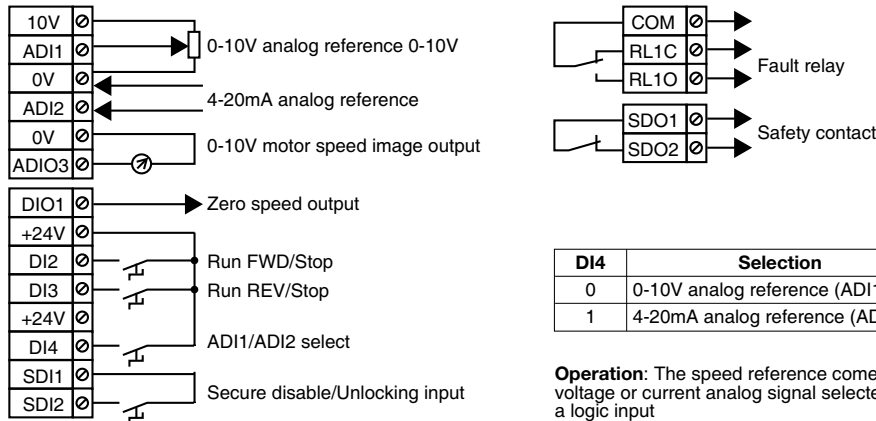 10V
ADI1
0V
ADI2
0V
ADIO3
0-10V analog reference 0-10V
4-20mA analog reference
0-10V motor speed image output
DIO1
+24V
DI2
DI3
+24V
DI4
SDI1
SDI2
Zero speed output
Run FWD/Stop
Run REV/Stop
ADI1/ADI2 select
Secure disable/Unlocking input
COM
RL1C
RL1O
Fault relay
SDO1
SDO2
Safety contact
DI4 Selection
0 0-10V analog reference (ADI1
1 4-20mA analog reference
Operation: The speed reference
voltage or current analog signal
a logic input